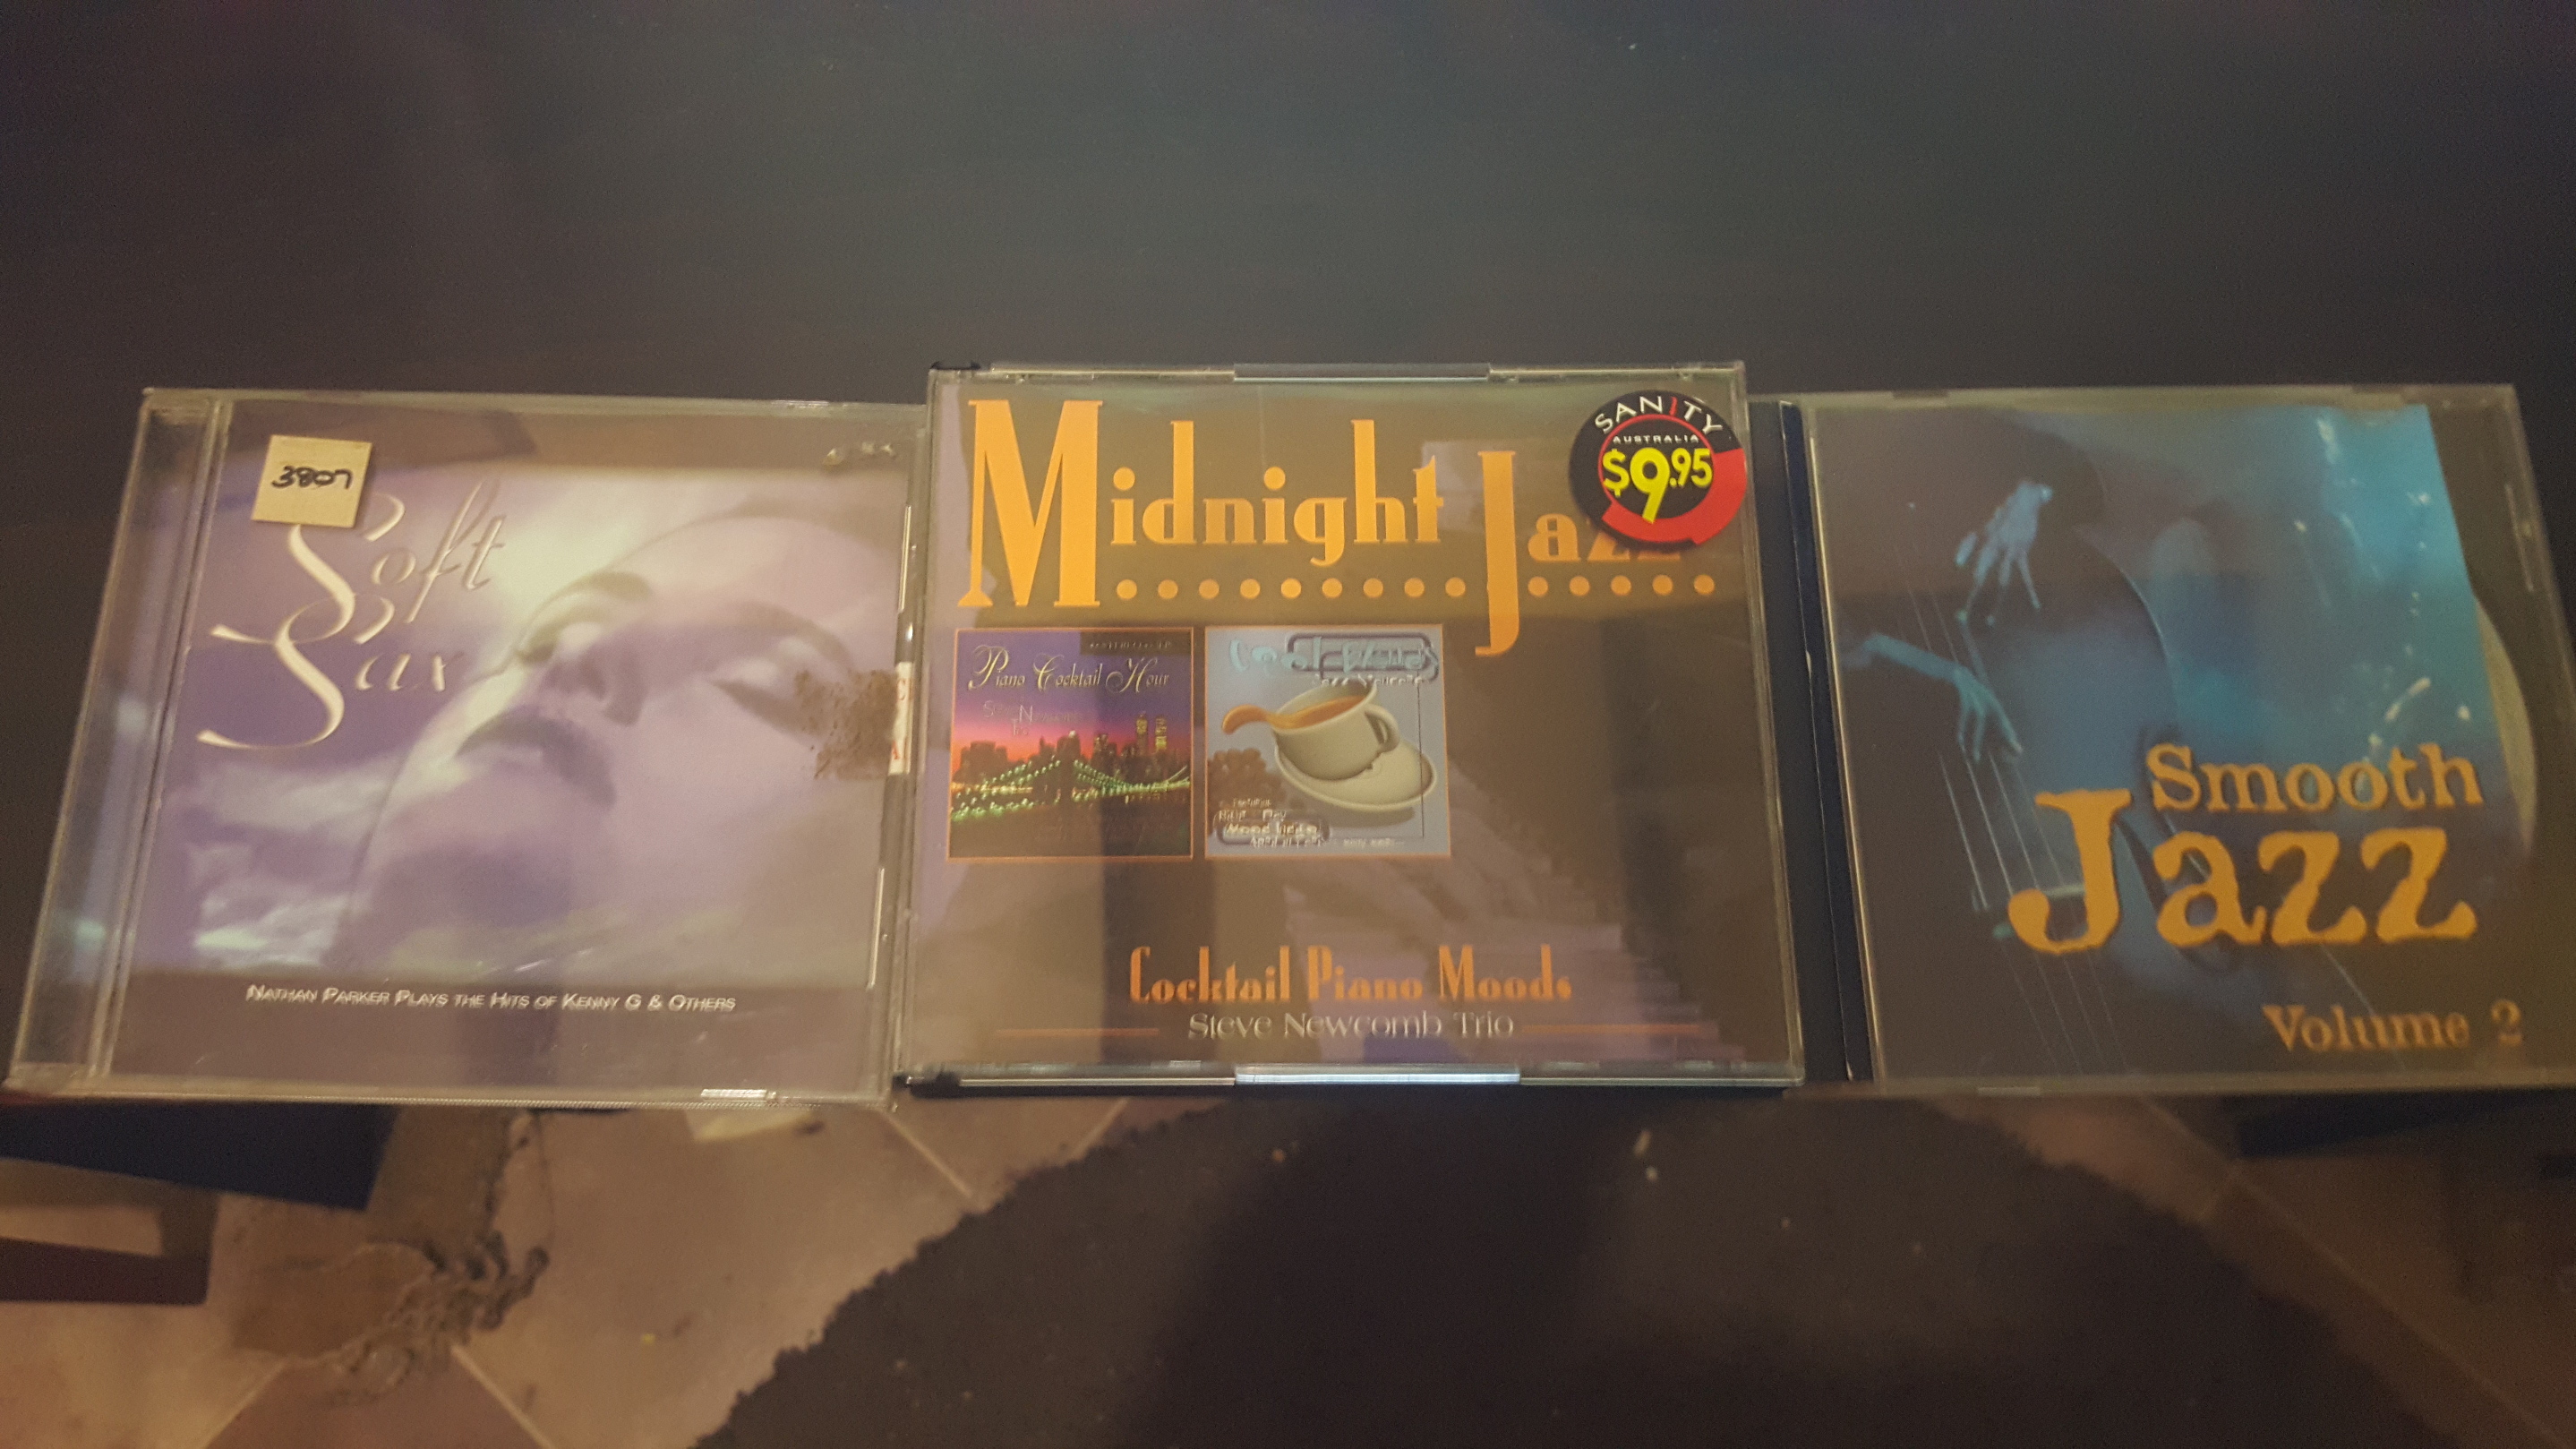 3807
Soft
Sax
NATHAN PARKER PLAYS THE HITS OF KENNY G & OTHERS
Midnight Jazz
SANITY
AUSTRALIA
$9.95
Piano Cocktail Hour
Cocktail Piano Moods
Steve Newcomb Trio
Smooth
Jazz
Volume 2